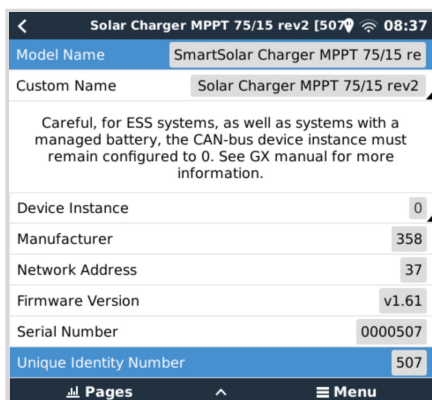 Solar Charger MPPT 75/15 rev2 [507 08:37
Model Name SmartSolar Charger MPPT 75/15 re
Custom Name Solar Charger MPPT 75/15 rev2
Careful, for ESS systems, as well as systems with a
managed battery, the CAN-bus device instance must
remain configured to 0. See GX manual for more
information.
Device Instance 0
Manufacturer 358
Network Address 37
Firmware Version v1.61
Serial Number 0000507
Unique Identity Number 507
Pages Menu